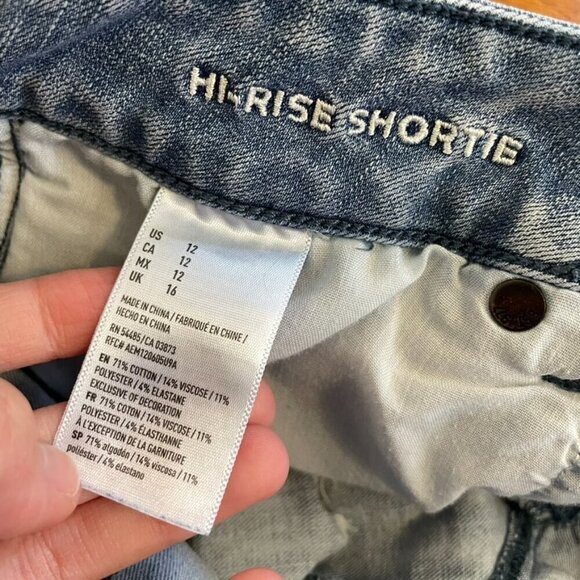 HI-RISE SHORTIE
US 12
CA 12
MX 12
UK 16
MADE IN CHINA / FABRIQUÉ EN CHINE /
HECHO EN CHINA
RN 54485/CA 03873
RFC# AEM120605U9A
EN 71% COTTON / 14% VISCOSE / 11%
POLYESTER / 4% ELASTANE
EXCLUSIVE OF DECORATION
FR 71% COTON / 14% VISCOSE / 11%
POLYESTER / 4% ÉLASTHANNE
À L'EXCEPTION DE LA GARNITURE
SP 71% algodón / 14% viscosa / 11%
poliéster / 4% elastano